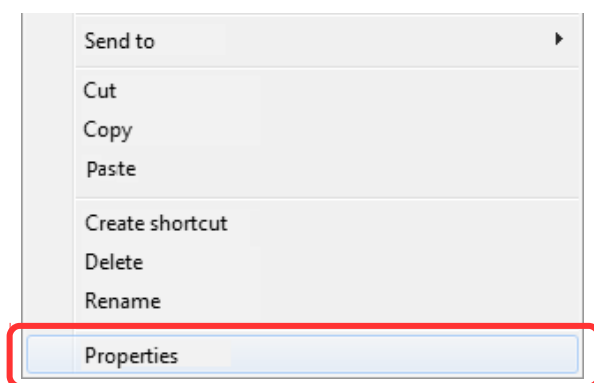 Send to
Cut
Copy
Paste
Create shortcut
Delete
Rename
Properties